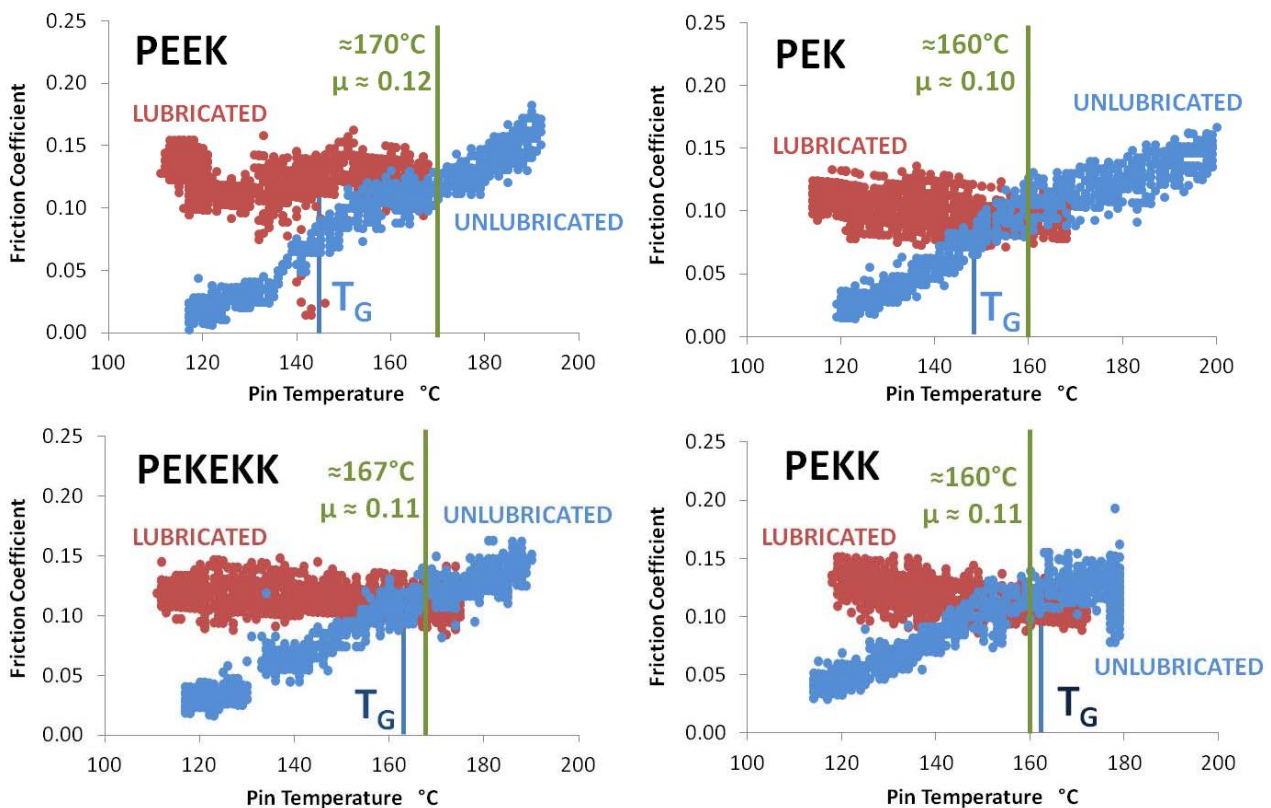 0.25
0.20
0.15
0.10
0.05
0.00
Friction Coefficient
PEEK
≈170°C
μ ≈ 0.12
LUBRICATED
UNLUBRICATED
TG
100 120 140 160 180 200
Pin Temperature °C
0.25
0.20
0.15
0.10
0.05
0.00
Friction Coefficient
PEK
≈160°C
μ ≈ 0.10
UNLUBRICATED
LUBRICATED
TG
100 120 140 160 180 200
Pin Temperature °C
0.25
0.20
0.15
0.10
0.05
0.00
Friction Coefficient
PEKEKK
≈167°C
μ ≈ 0.11
UNLUBRICATED
LUBRICATED
TG
100 120 140 160 180 200
Pin Temperature °C
0.25
0.20
0.15
0.10
0.05
0.00
Friction Coefficient
PEKK
≈160°C
μ ≈ 0.11
LUBRICATED
UNLUBRICATED
TG
100 120 140 160 180 200
Pin Temperature °C